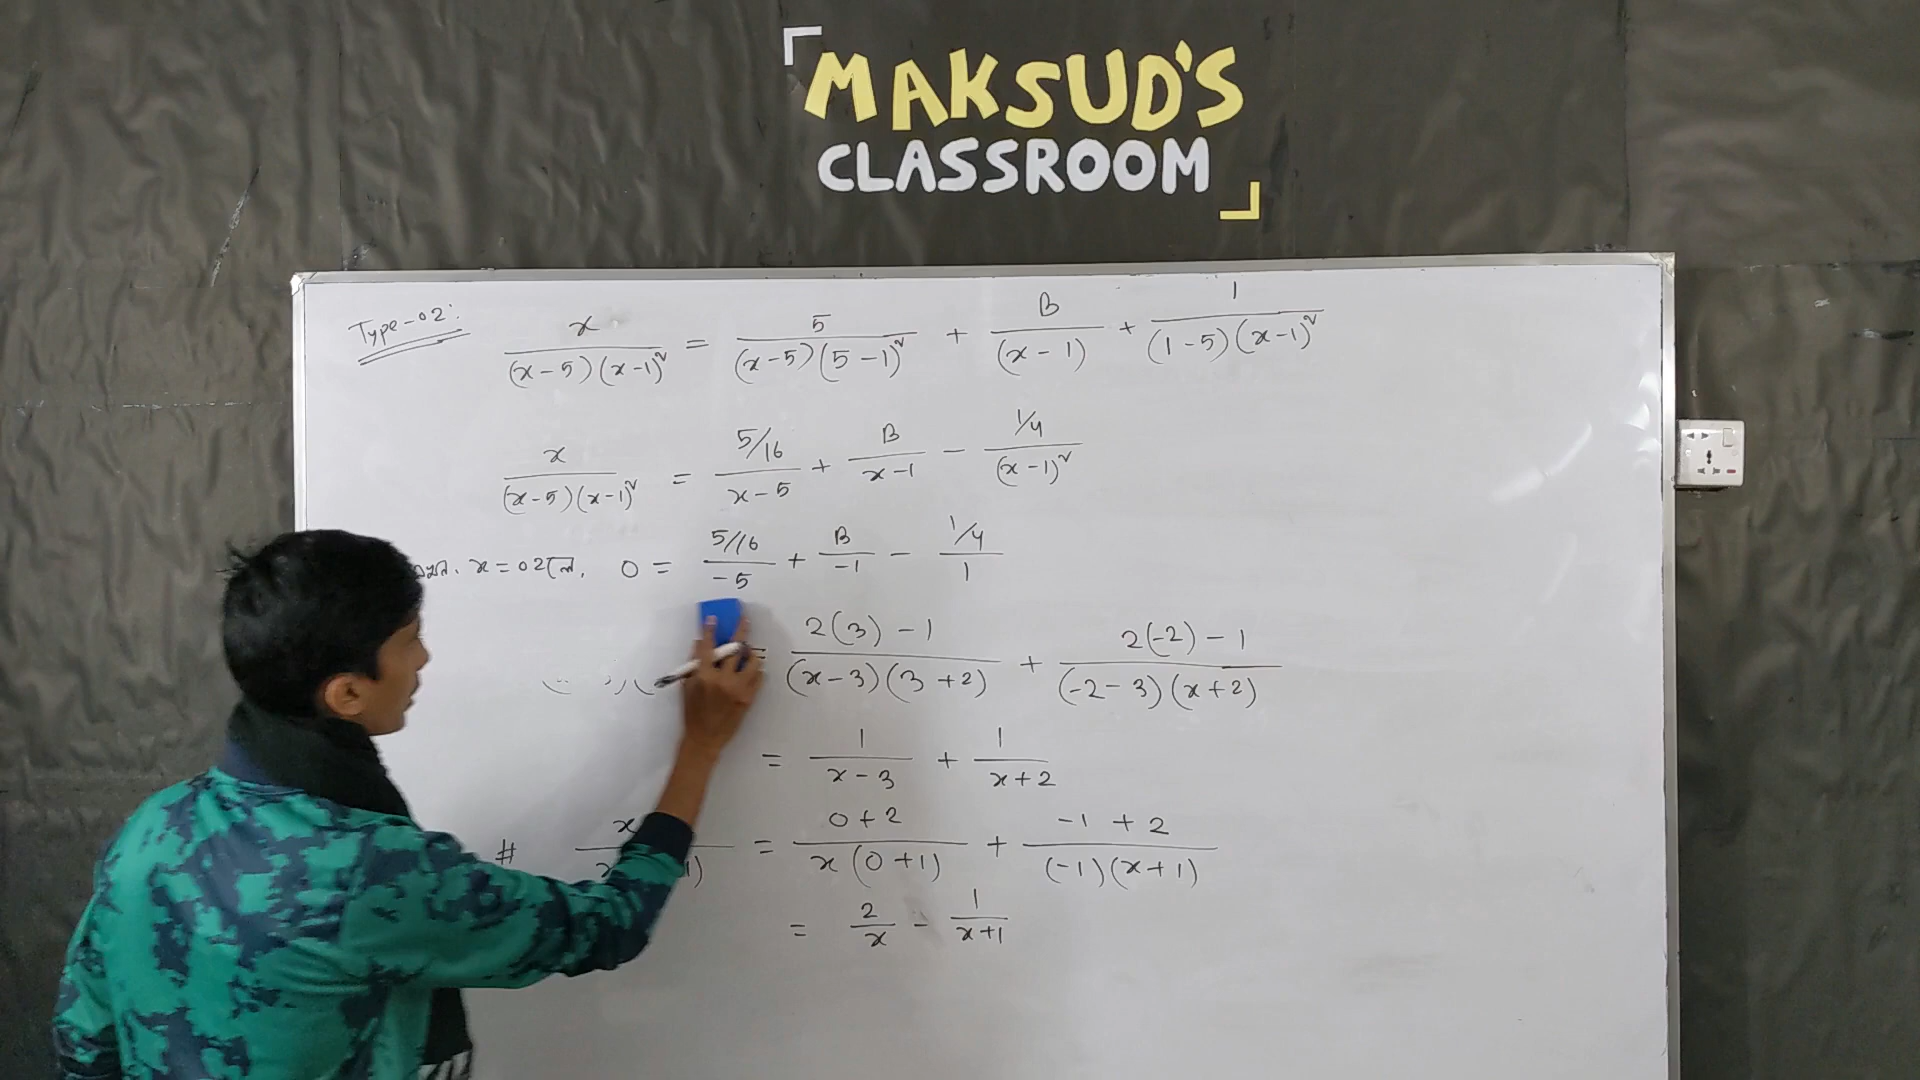 MAKSUD'S
CLASSROOM
Type-02:
x/((x-5)(x-1)²) = 5/((x-5)(5-1)²) + B/(x-1) + 1/((1-5)(x-1)²)
x/((x-5)(x-1)²) = (5/16)/(x-5) + B/(x-1) - (1/4)/(x-1)²
x = 0 হলে, 0 = (5/16)/(-5) + B/(-1) - (1/4)/1
= (2(3)-1)/((x-3)(3+2)) + (2(-2)-1)/((-2-3)(x+2))
= 1/(x-3) + 1/(x+2)
# = (0+2)/(x(0+1)) + (-1+2)/((-1)(x+1))
= 2/x - 1/(x+1)